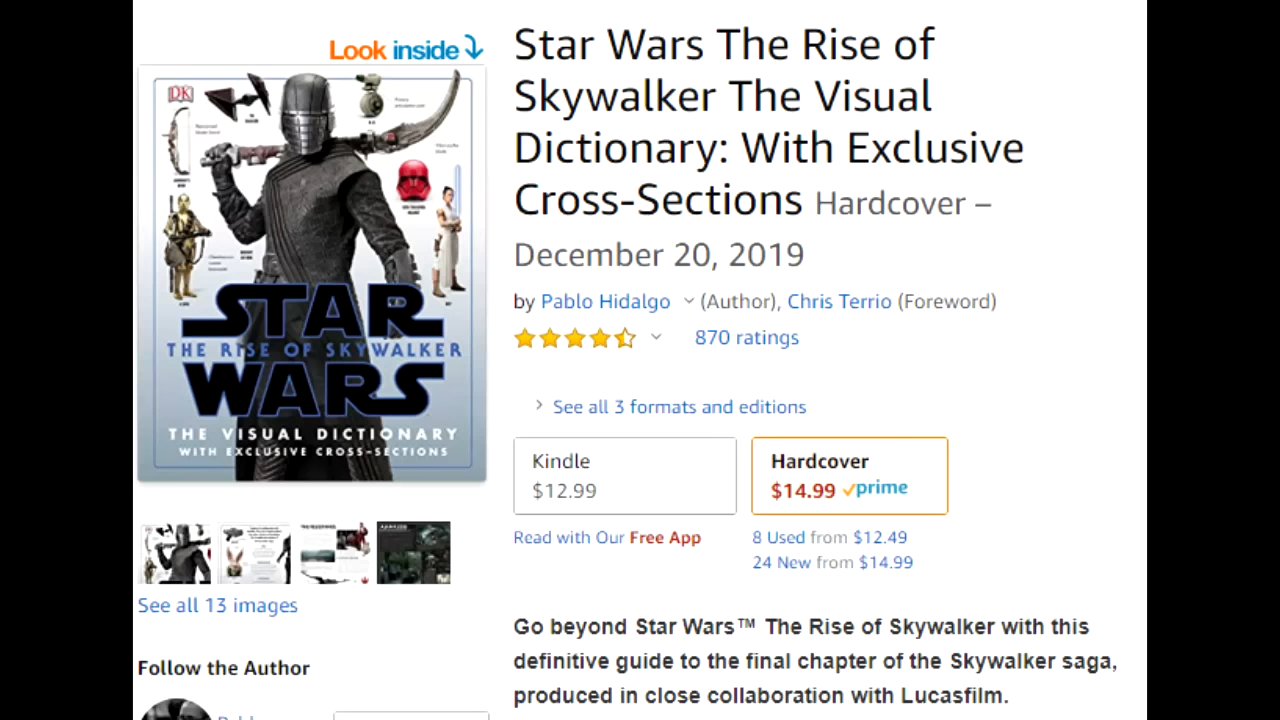 Look inside
DK
STAR
THE RISE OF SKYWALKER
WARS
THE VISUAL DICTIONARY
WITH EXCLUSIVE CROSS-SECTIONS
See all 13 images
Follow the Author
Star Wars The Rise of
Skywalker The Visual
Dictionary: With Exclusive
Cross-Sections Hardcover –
December 20, 2019
by Pablo Hidalgo (Author), Chris Terrio (Foreword)
870 ratings
See all 3 formats and editions
Kindle
$12.99
Hardcover
$14.99 prime
Read with Our Free App
8 Used from $12.49
24 New from $14.99
Go beyond Star Wars™ The Rise of Skywalker with this
definitive guide to the final chapter of the Skywalker saga,
produced in close collaboration with Lucasfilm.